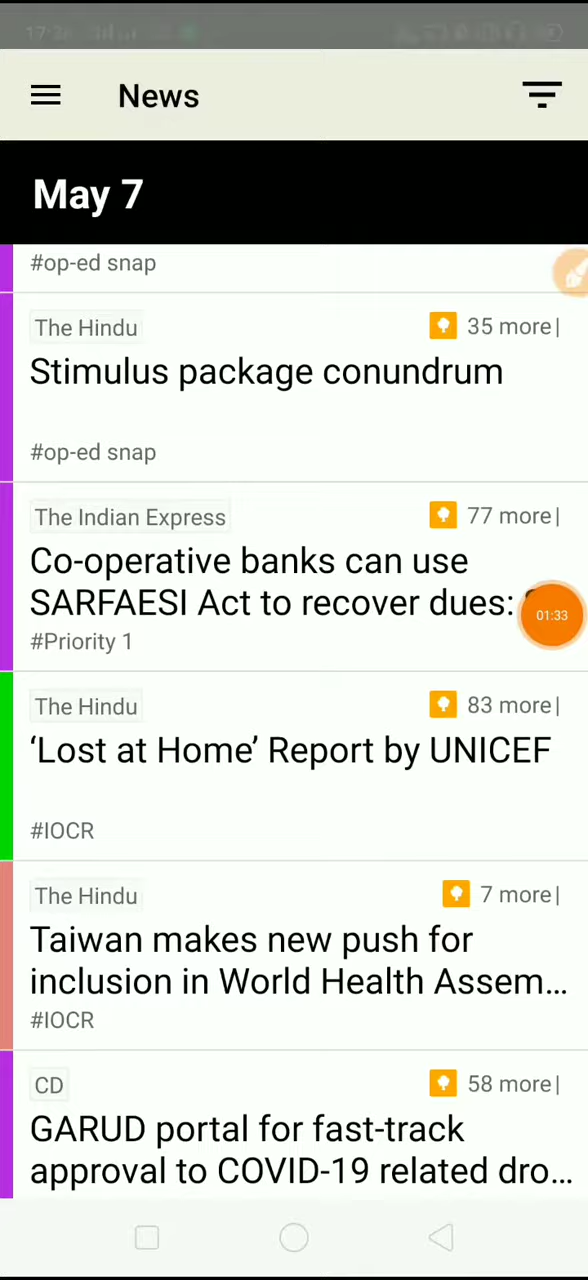 News
May 7
#op-ed snap
The Hindu
35 more|
Stimulus package conundrum
#op-ed snap
The Indian Express
77 more|
Co-operative banks can use
SARFAESI Act to recover dues:
01:33
#Priority 1
The Hindu
83 more|
‘Lost at Home’ Report by UNICEF
#IOCR
The Hindu
7 more|
Taiwan makes new push for
inclusion in World Health Assem...
#IOCR
CD
58 more|
GARUD portal for fast-track
approval to COVID-19 related dro...